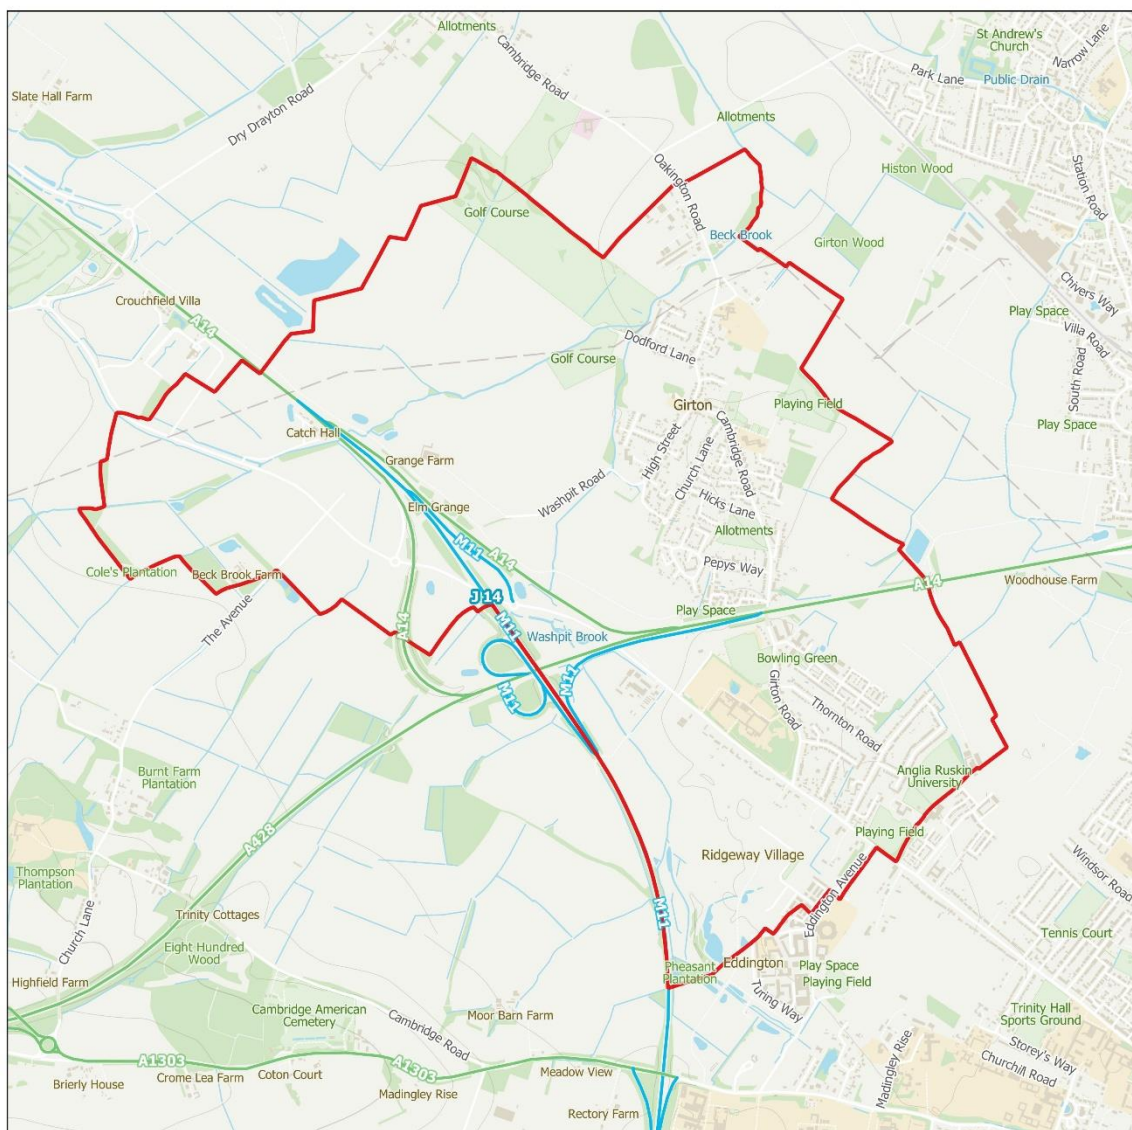 Allotments
St Andrew's
Church
Narrow Lane
Cambridge Road
Park Lane
Public Drain
Slate Hall Farm
Dry Drayton Road
Allotments
Oakington Road
Histon Wood
Station Road
Golf Course
Beck Brook
Girton Wood
Crouchfield Villa
Chivers Way
A14
Play Space
Villa Road
Dodford Lane
Golf Course
South Road
Girton
Playing Field
Catch Hall
High Street
Church Lane
Cambridge Road
Play Space
Grange Farm
Washpit Road
Hicks Lane
Elm Grange
Allotments
M11
A14
Pepys Way
Cole's Plantation
Beck Brook Farm
A14
Woodhouse Farm
J 14
The Avenue
A14
M11
Play Space
Washpit Brook
Bowling Green
M11
M11
Girton Road
Thornton Road
Burnt Farm
Plantation
Anglia Ruskin
University
A428
Playing Field
Ridgeway Village
Thompson
Plantation
Windsor Road
Eddington Avenue
Church Lane
Trinity Cottages
M11
Tennis Court
Eight Hundred
Wood
Pheasant
Plantation
Eddington
Play Space
Highfield Farm
Playing Field
Turing Way
Cambridge American
Cemetery
Moor Barn Farm
Trinity Hall
Sports Ground
Cambridge Road
Madingley Rise
Storey's Way
A1303
A1303
Meadow View
Churchill Road
Brierly House
Crome Lea Farm
Coton Court
Madingley Rise
Rectory Farm